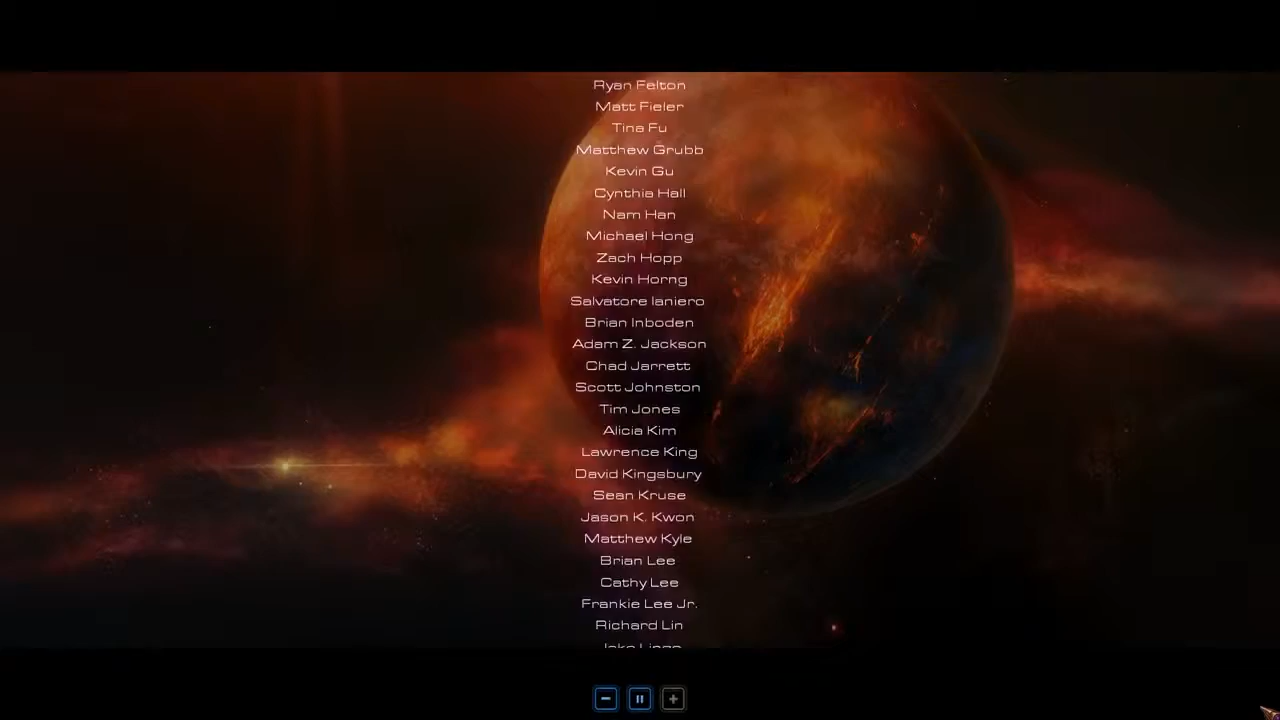 Ryan Felton
Matt Fieler
Tina Fu
Matthew Grubb
Kevin Gu
Cynthia Hall
Nam Han
Michael Hong
Zach Hopp
Kevin Horng
Salvatore Ianiero
Brian Inboden
Adam Z. Jackson
Chad Jarrett
Scott Johnston
Tim Jones
Alicia Kim
Lawrence King
David Kingsbury
Sean Kruse
Jason K. Kwon
Matthew Kyle
Brian Lee
Cathy Lee
Frankie Lee Jr.
Richard Lin